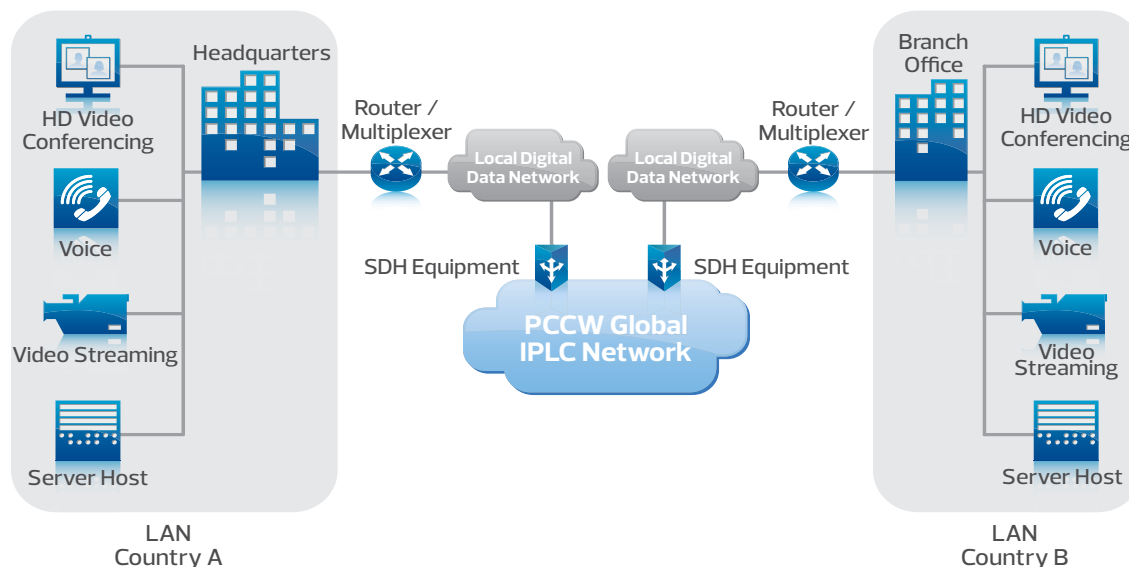 Headquarters
HD Video
Conferencing
Voice
Video Streaming
Server Host
LAN
Country A
Router /
Multiplexer
Local Digital
Data Network
SDH Equipment
PCCW Global
IPLC Network
Local Digital
Data Network
SDH Equipment
Router /
Multiplexer
Branch
Office
HD Video
Conferencing
Voice
Video
Streaming
Server Host
LAN
Country B